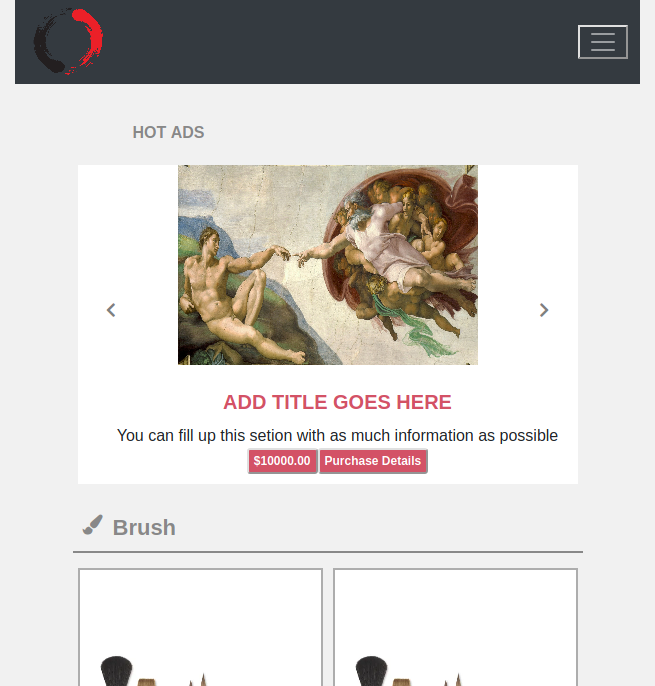 HOT ADS
ADD TITLE GOES HERE
You can fill up this setion with as much information as possible
$10000.00 Purchase Details
Brush